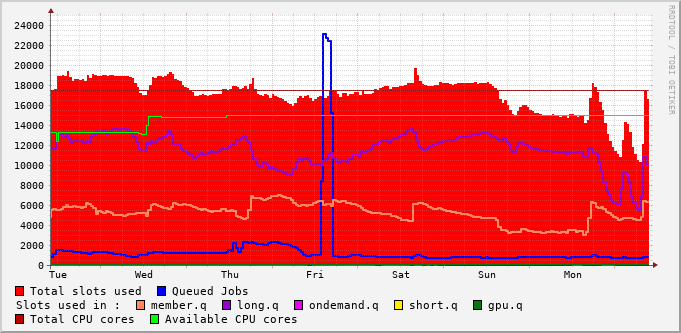 RRDTOOL / TOBI OETIKER
24000
22000
20000
18000
16000
14000
12000
10000
8000
6000
4000
2000
0
Tue Wed Thu Fri Sat Sun Mon
Total slots used Queued Jobs
Slots used in : member.q long.q ondemand.q short.q gpu.q
Total CPU cores Available CPU cores